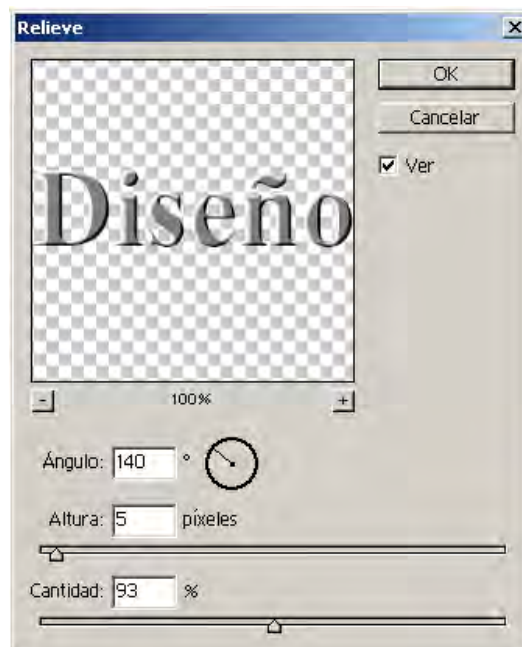 Relieve
OK
Cancelar
Ver
Diseño
- 100% +
Ángulo: 140 °
Altura: 5 píxeles
Cantidad: 93 %